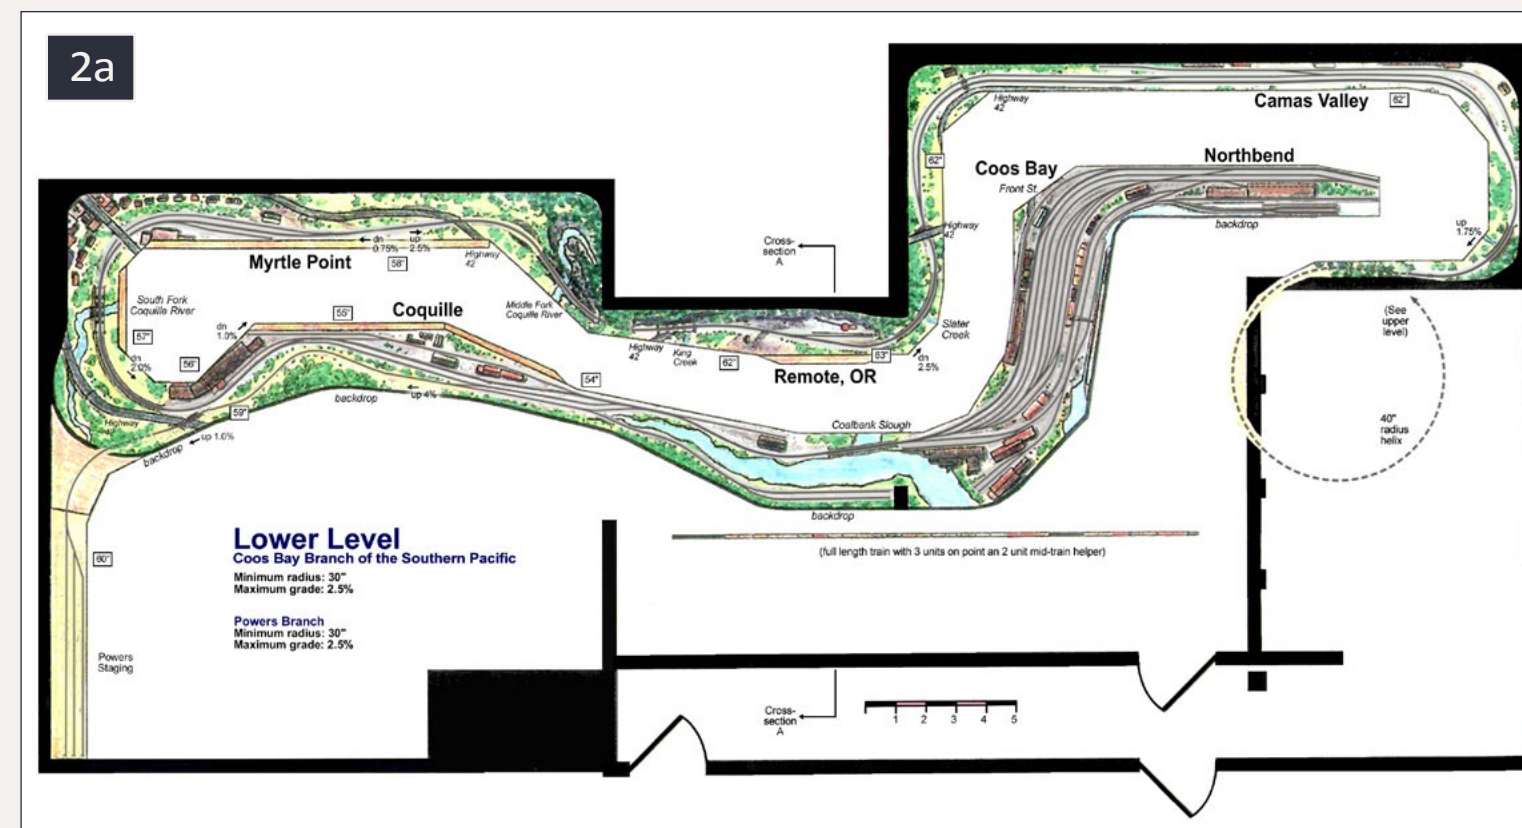 2a
Highway
42
Camas Valley
62"
Coos Bay
Front St.
Northbend
backdrop
62"
Highway
42
up
1.75%
Cross-
section
A
Myrtle Point
dn
0.75%
up
2.5%
58"
Highway
42
South Fork
Coquille River
57"
dn
2.0%
56"
dn
1.0%
55"
Coquille
Middle Fork
Coquille River
Highway
42
King
Creek
62"
Remote, OR
63"
dn
2.5%
Slater
Creek
(See
upper
level)
40"
radius
helix
54"
up 4%
backdrop
59"
Highway
42
up 1.0%
backdrop
Coalbank Slough
backdrop
(full length train with 3 units on point an 2 unit mid-train helper)
Lower Level
Coos Bay Branch of the Southern Pacific
Minimum radius: 30"
Maximum grade: 2.5%
Powers Branch
Minimum radius: 30"
Maximum grade: 2.5%
60"
Powers
Staging
Cross-
section
A
1 2 3 4 5